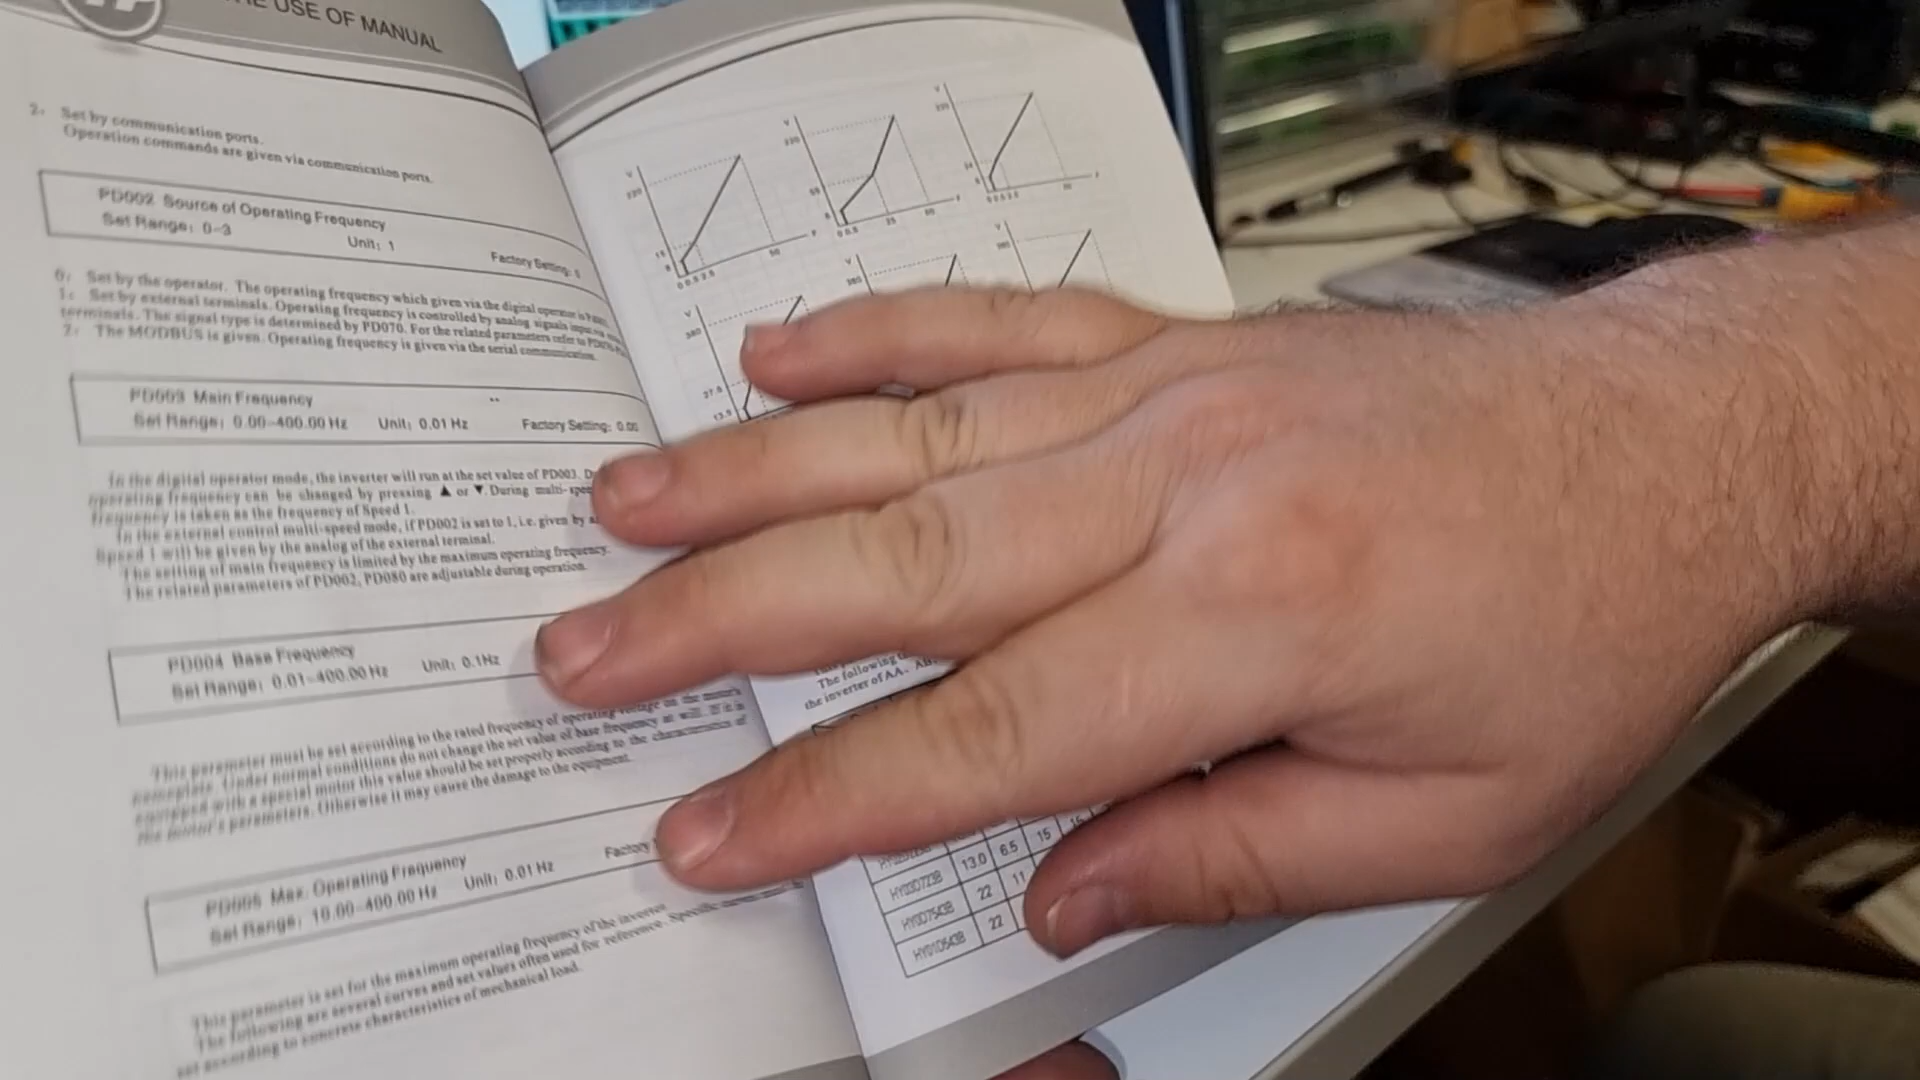 THE USE OF MANUAL
2. Set by communication ports.
Operation commands are given via communication ports.
PD002 Source of Operating Frequency
Set Range: 0-3 Unit: 1 Factory Setting:
0: Set by the operator. The operating frequency which given via the digital operator is
1: Set by external terminals. Operating frequency is controlled by analog signals input
terminals. The signal type is determined by PD070. For the related parameters refer to
2: The MODBUS is given. Operating frequency is given via the serial communication.
PD003 Main Frequency
Set Range: 0.00-400.00 Hz Unit: 0.01 Hz Factory Setting: 0.00
In the digital operator mode, the inverter will run at the set value of PD003. D
operating frequency can be changed by pressing ▲ or ▼. During multi-spee
frequency is taken as the frequency of Speed 1.
In the external control multi-speed mode, if PD002 is set to 1, i.e. given by
Speed 1 will be given by the analog of the external terminal.
The setting of main frequency is limited by the maximum operating frequency.
The related parameters of PD002, PD080 are adjustable during operation.
PD004 Base Frequency
Set Range: 0.01-400.00 Hz Unit: 0.1Hz
This parameter must be set according to the rated frequency of operating voltage on the motor's
nameplate. Under normal conditions do not change the set value of base frequency at will. If it is
equipped with a special motor this value should be set properly according to the characteristics of
the motor's parameters. Otherwise it may cause the damage to the equipment.
PD005 Max. Operating Frequency
Set Range: 10.00-400.00 Hz Unit: 0.01 Hz Factory
This parameter is set for the maximum operating frequency of the inverter.
The following are several curves and set values often used for reference. Specific
set according to concrete characteristics of mechanical load.
V
220
V
220
V
220
V
380
V
380
V
380
27.5
13.5
The following
the inverter of AA.
15
HY03D723B 13.0 6.5 15
HY0D7543B 22 11
HY01D543B 22